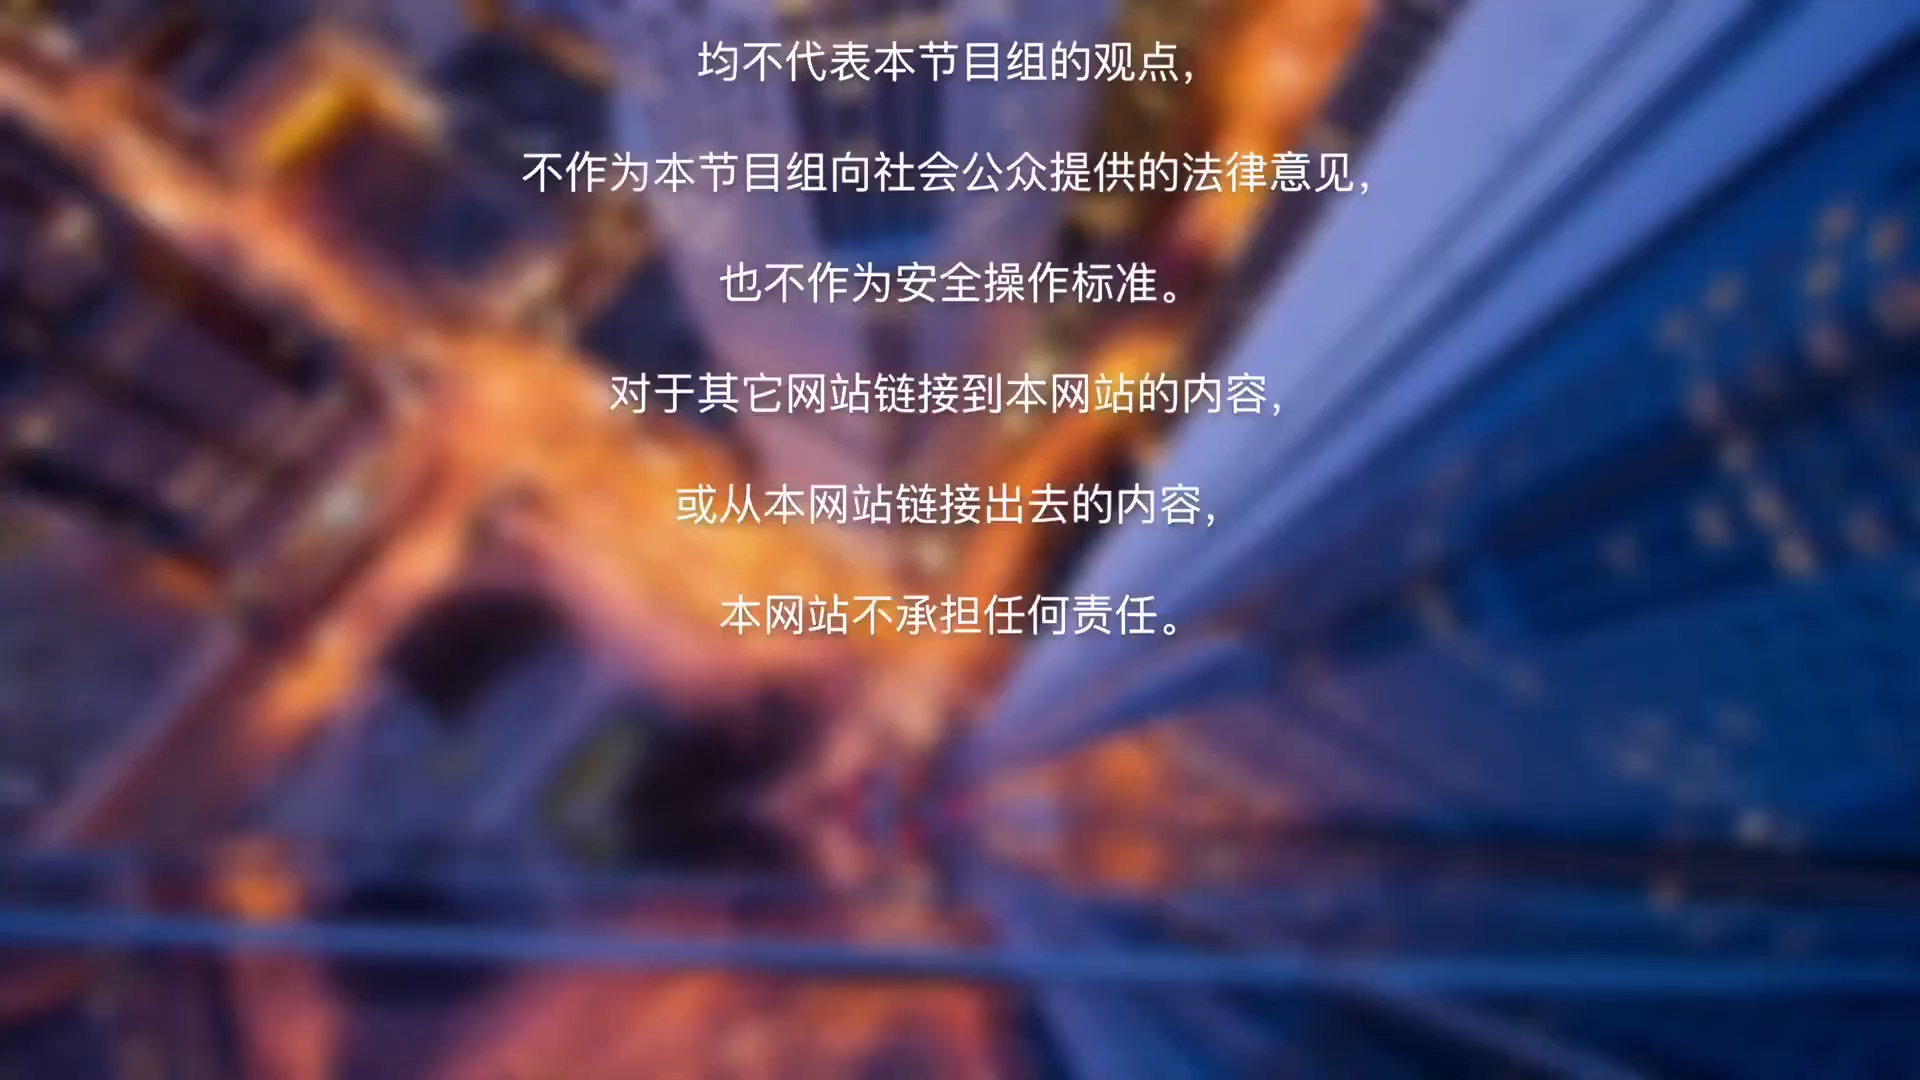 均不代表本节目组的观点，
不作为本节目组向社会公众提供的法律意见，
也不作为安全操作标准。
对于其它网站链接到本网站的内容，
或从本网站链接出去的内容，
本网站不承担任何责任。